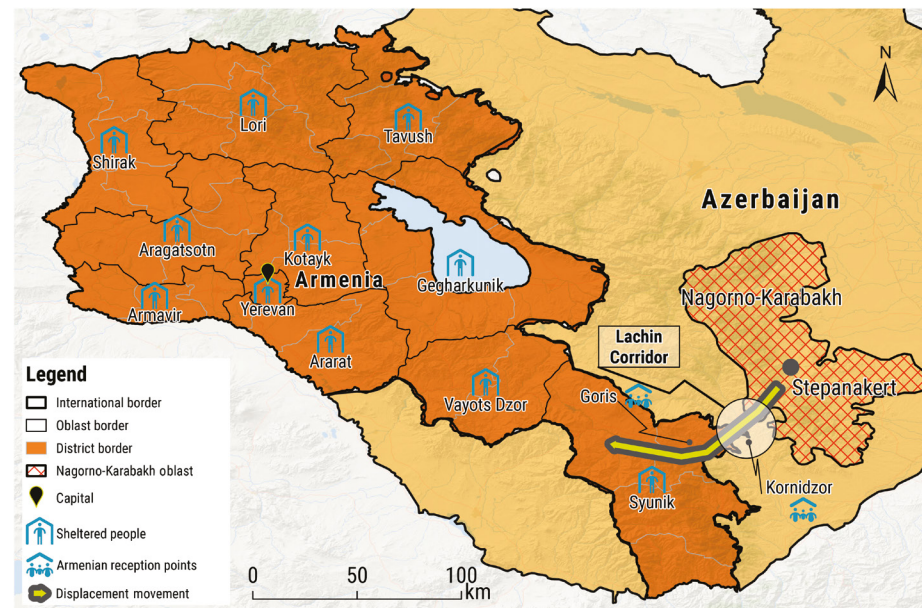 N
Lori
Tavush
Shirak
Azerbaijan
Aragatsotn
Kotayk
Armenia
Gegharkunik
Nagorno-Karabakh
Armavir
Yerevan
Ararat
Lachin
Corridor
Stepanakert
Vayots Dzor
Goris
Syunik
Kornidzor
Legend
International border
Oblast border
District border
Nagorno-Karabakh oblast
Capital
Sheltered people
Armenian reception points
Displacement movement
0 50 100
km